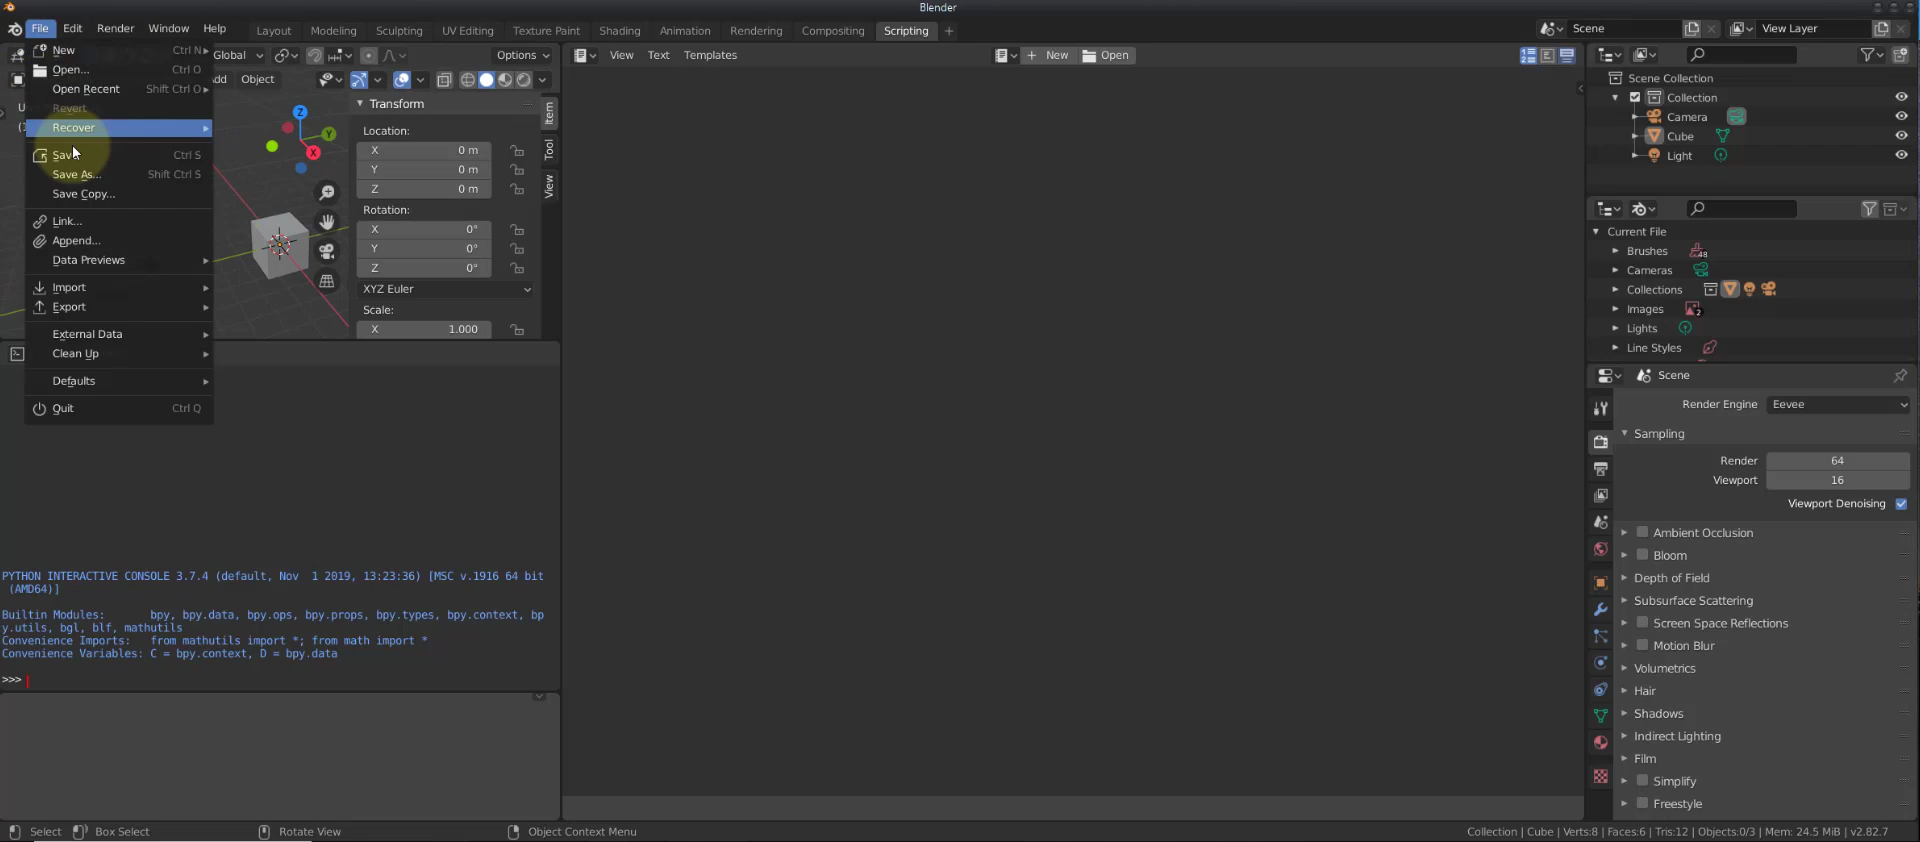 Blender
File Edit Render Window Help
Layout Modeling Sculpting UV Editing Texture Paint Shading Animation Rendering Compositing Scripting +
Scene
View Layer
New Ctrl N
Open... Ctrl O
Open Recent Shift Ctrl O
Revert
Recover
Save Ctrl S
Save As... Shift Ctrl S
Save Copy...
Link...
Append...
Data Previews
Import
Export
External Data
Clean Up
Defaults
Quit Ctrl Q
Global
Options
Object
Z
Y
X
Transform
Location:
X 0 m
Y 0 m
Z 0 m
Rotation:
X 0°
Y 0°
Z 0°
XYZ Euler
Scale:
X 1.000
Item
Tool
View
View Text Templates
+ New
Open
PYTHON INTERACTIVE CONSOLE 3.7.4 (default, Nov  1 2019, 13:23:36) [MSC v.1916 64 bit
(AMD64)]
Builtin Modules: bpy, bpy.data, bpy.ops, bpy.props, bpy.types, bpy.context, bp
y.utils, bgl, blf, mathutils
Convenience Imports: from mathutils import *; from math import *
Convenience Variables: C = bpy.context, D = bpy.data
>>>
Scene Collection
Collection
Camera
Cube
Light
Current File
Brushes 48
Cameras
Collections
Images 2
Lights
Line Styles
Scene
Render Engine Eevee
Sampling
Render 64
Viewport 16
Viewport Denoising
Ambient Occlusion
Bloom
Depth of Field
Subsurface Scattering
Screen Space Reflections
Motion Blur
Volumetrics
Hair
Shadows
Indirect Lighting
Film
Simplify
Freestyle
Select Box Select Rotate View Object Context Menu
Collection | Cube | Verts:8 | Faces:6 | Tris:12 | Objects:0/3 | Mem: 24.5 MiB | v2.82.7